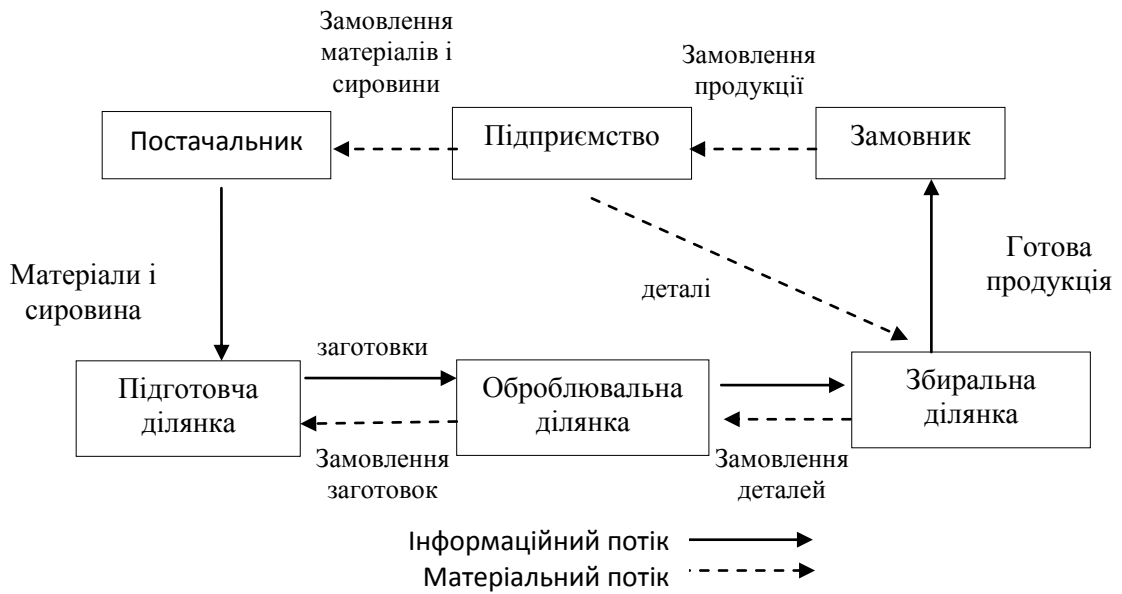 Замовлення
матеріалів і
сировини
Замовлення
продукції
Постачальник
Підприємство
Замовник
Матеріали і
сировина
деталі
Готова
продукція
заготовки
Підготовча
ділянка
Оброблювальна
ділянка
Збиральна
ділянка
Замовлення
заготовок
Замовлення
деталей
Інформаційний потік
Матеріальний потік